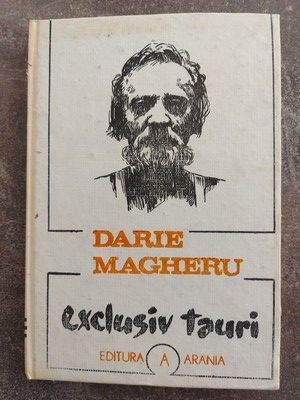 DARIE
MAGHERU
exclusiv tauri
EDITURA A ARANIA